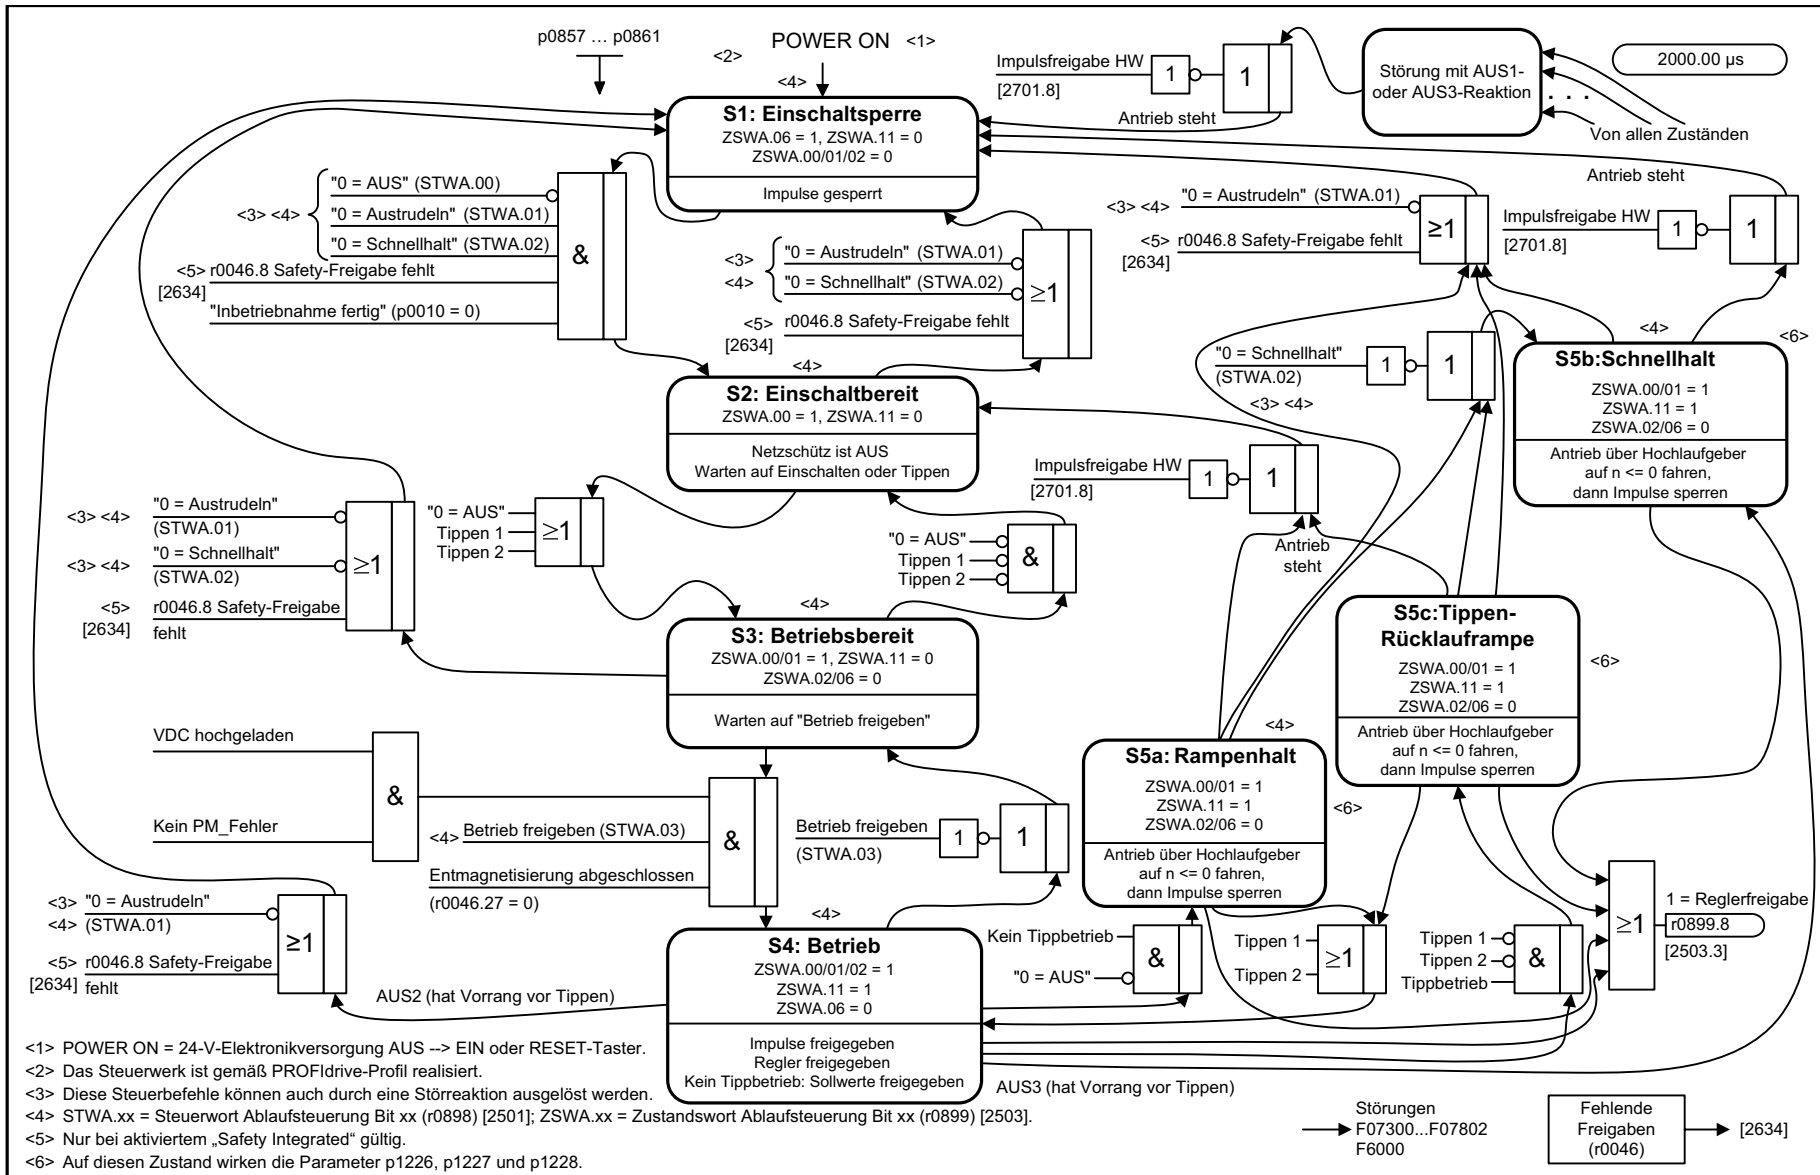 p0857 … p0861
<2>
POWER ON <1>
<4>
S1: Einschaltsperre
ZSWA.06 = 1, ZSWA.11 = 0
ZSWA.00/01/02 = 0
Impulse gesperrt
Impulsfreigabe HW
[2701.8]
1
1
Antrieb steht
Störung mit AUS1-
oder AUS3-Reaktion
. . .
Von allen Zuständen
2000.00 µs
<3> <4>
"0 = AUS" (STWA.00)
"0 = Austrudeln" (STWA.01)
"0 = Schnellhalt" (STWA.02)
<5> r0046.8 Safety-Freigabe fehlt
[2634]
"Inbetriebnahme fertig" (p0010 = 0)
&
<3>
<4>
"0 = Austrudeln" (STWA.01)
"0 = Schnellhalt" (STWA.02)
<5> r0046.8 Safety-Freigabe fehlt
[2634]
≥1
<3> <4> "0 = Austrudeln" (STWA.01)
<5> r0046.8 Safety-Freigabe fehlt
[2634]
≥1
Antrieb steht
Impulsfreigabe HW
[2701.8]
1
1
<4>
S2: Einschaltbereit
ZSWA.00 = 1, ZSWA.11 = 0
Netzschütz ist AUS
Warten auf Einschalten oder Tippen
"0 = Schnellhalt"
(STWA.02)
1
1
<3> <4>
<4>
<6>
S5b:Schnellhalt
ZSWA.00/01 = 1
ZSWA.11 = 1
ZSWA.02/06 = 0
Antrieb über Hochlaufgeber
auf n <= 0 fahren,
dann Impulse sperren
Impulsfreigabe HW
[2701.8]
1
1
Antrieb
steht
<3> <4>
"0 = Austrudeln"
(STWA.01)
<3> <4>
"0 = Schnellhalt"
(STWA.02)
<5>
[2634]
r0046.8 Safety-Freigabe
fehlt
≥1
"0 = AUS"
Tippen 1
Tippen 2
≥1
"0 = AUS"
Tippen 1
Tippen 2
&
<4>
S3: Betriebsbereit
ZSWA.00/01 = 1, ZSWA.11 = 0
ZSWA.02/06 = 0
Warten auf "Betrieb freigeben"
S5c:Tippen-
Rücklauframpe
ZSWA.00/01 = 1
ZSWA.11 = 1
ZSWA.02/06 = 0
Antrieb über Hochlaufgeber
auf n <= 0 fahren,
dann Impulse sperren
<6>
<4>
S5a: Rampenhalt
ZSWA.00/01 = 1
ZSWA.11 = 1
ZSWA.02/06 = 0
Antrieb über Hochlaufgeber
auf n <= 0 fahren,
dann Impulse sperren
<6>
VDC hochgeladen
Kein PM_Fehler
&
<4> Betrieb freigeben (STWA.03)
Entmagnetisierung abgeschlossen
(r0046.27 = 0)
&
Betrieb freigeben
(STWA.03)
1
1
<3> "0 = Austrudeln"
<4> (STWA.01)
<5> r0046.8 Safety-Freigabe
[2634] fehlt
≥1
AUS2 (hat Vorrang vor Tippen)
<4>
S4: Betrieb
ZSWA.00/01/02 = 1
ZSWA.11 = 1
ZSWA.06 = 0
Impulse freigegeben
Regler freigegeben
Kein Tippbetrieb: Sollwerte freigegeben
Kein Tippbetrieb
"0 = AUS"
&
Tippen 1
Tippen 2
≥1
Tippen 1
Tippen 2
Tippbetrieb
&
≥1
1 = Reglerfreigabe
r0899.8
[2503.3]
AUS3 (hat Vorrang vor Tippen)
<1> POWER ON = 24-V-Elektronikversorgung AUS --> EIN oder RESET-Taster.
<2> Das Steuerwerk ist gemäß PROFIdrive-Profil realisiert.
<3> Diese Steuerbefehle können auch durch eine Störreaktion ausgelöst werden.
<4> STWA.xx = Steuerwort Ablaufsteuerung Bit xx (r0898) [2501]; ZSWA.xx = Zustandswort Ablaufsteuerung Bit xx (r0899) [2503].
<5> Nur bei aktiviertem „Safety Integrated“ gültig.
<6> Auf diesen Zustand wirken die Parameter p1226, p1227 und p1228.
Störungen
F07300...F07802
F6000
Fehlende
Freigaben
(r0046)
[2634]